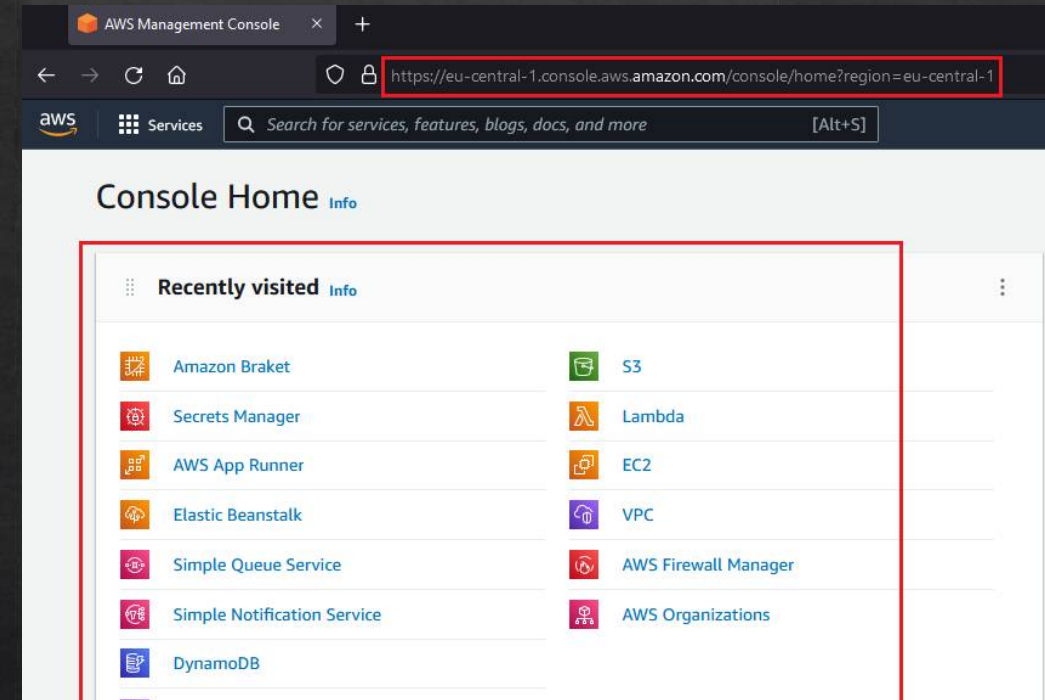 AWS Management Console
https://eu-central-1.console.aws.amazon.com/console/home?region=eu-central-1
aws Services Search for services, features, blogs, docs, and more [Alt+S]
Console Home Info
Recently visited Info
Amazon Braket
Secrets Manager
AWS App Runner
Elastic Beanstalk
Simple Queue Service
Simple Notification Service
DynamoDB
S3
Lambda
EC2
VPC
AWS Firewall Manager
AWS Organizations